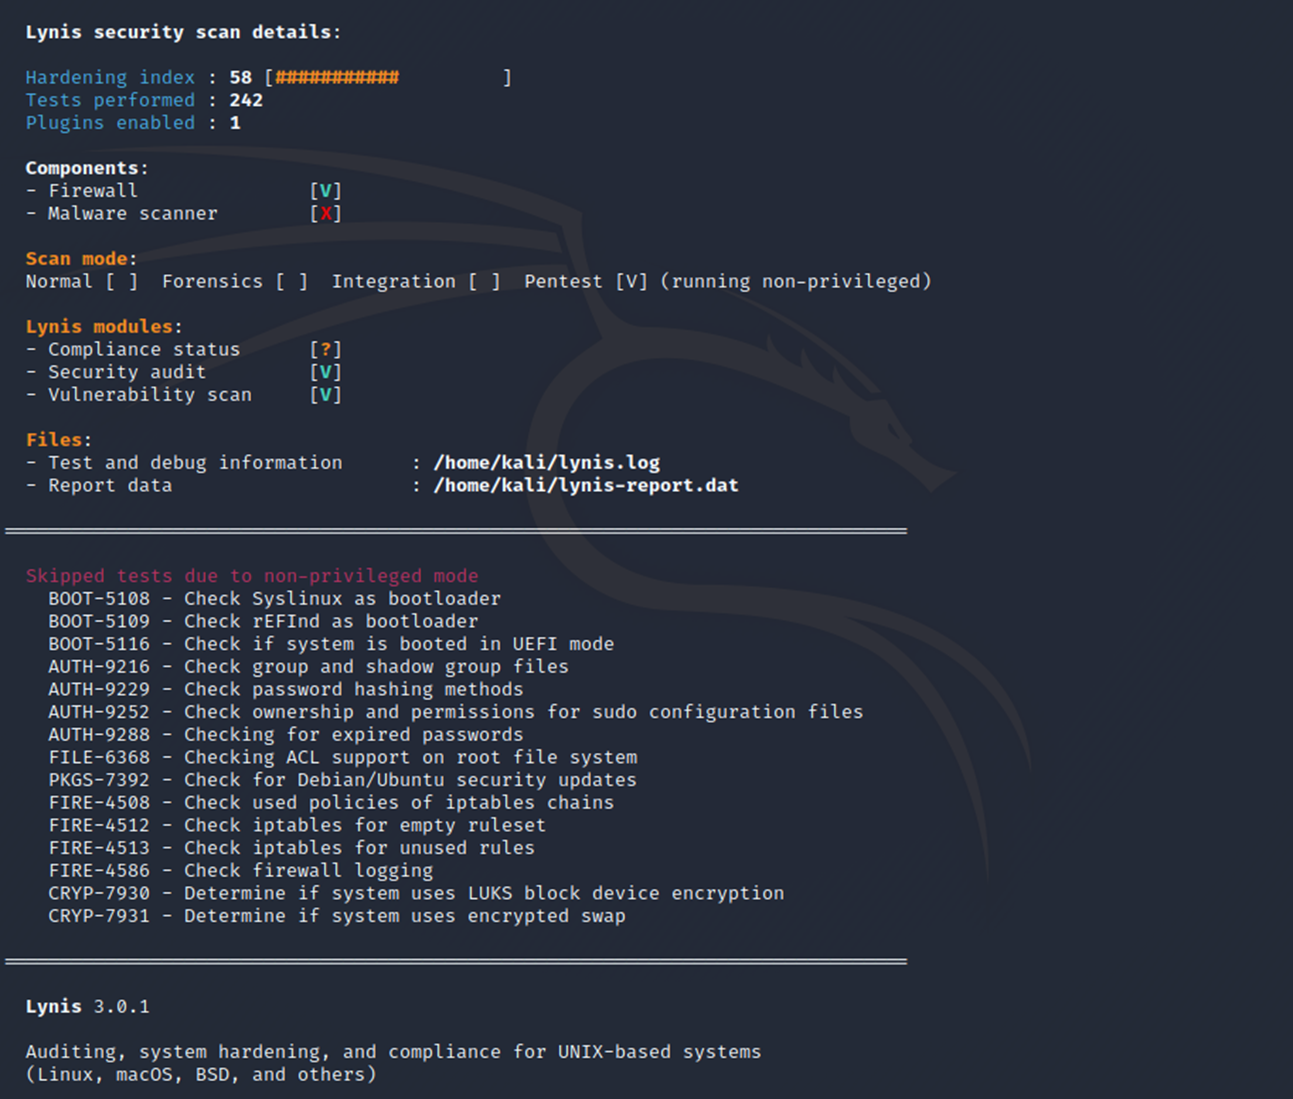 Lynis security scan details:
Hardening index : 58 [########### ]
Tests performed : 242
Plugins enabled : 1
Components:
- Firewall [V]
- Malware scanner [X]
Scan mode:
Normal [ ] Forensics [ ] Integration [ ] Pentest [V] (running non-privileged)
Lynis modules:
- Compliance status [?]
- Security audit [V]
- Vulnerability scan [V]
Files:
- Test and debug information : /home/kali/lynis.log
- Report data : /home/kali/lynis-report.dat
Skipped tests due to non-privileged mode
BOOT-5108 - Check Syslinux as bootloader
BOOT-5109 - Check rEFInd as bootloader
BOOT-5116 - Check if system is booted in UEFI mode
AUTH-9216 - Check group and shadow group files
AUTH-9229 - Check password hashing methods
AUTH-9252 - Check ownership and permissions for sudo configuration files
AUTH-9288 - Checking for expired passwords
FILE-6368 - Checking ACL support on root file system
PKGS-7392 - Check for Debian/Ubuntu security updates
FIRE-4508 - Check used policies of iptables chains
FIRE-4512 - Check iptables for empty ruleset
FIRE-4513 - Check iptables for unused rules
FIRE-4586 - Check firewall logging
CRYP-7930 - Determine if system uses LUKS block device encryption
CRYP-7931 - Determine if system uses encrypted swap
Lynis 3.0.1
Auditing, system hardening, and compliance for UNIX-based systems
(Linux, macOS, BSD, and others)